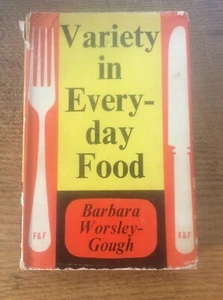 Variety
in
Every-
day
Food
Barbara
Worsley-
Gough
F&F
F&F